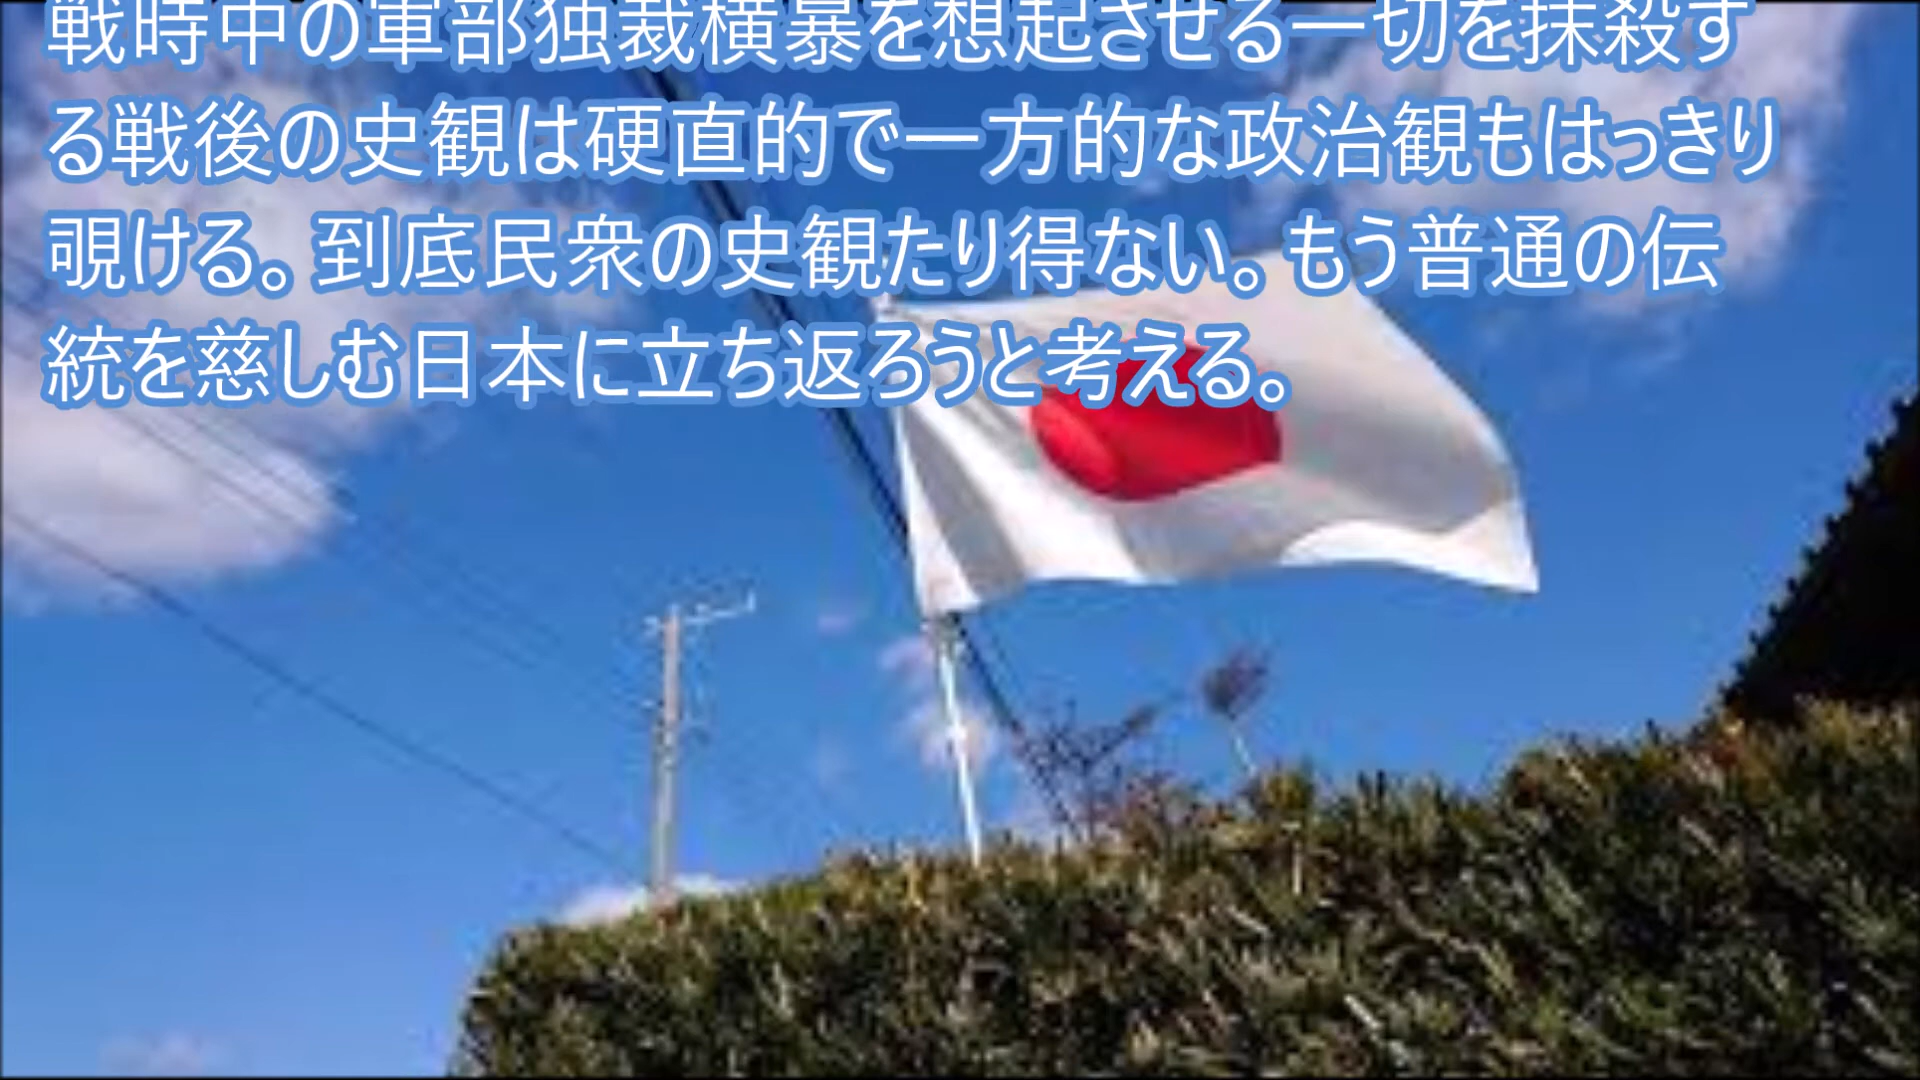 戦時中の軍部独裁横暴を想起させる一切を抹殺す
る戦後の史観は硬直的で一方的な政治観もはっきり
覗ける。到底民衆の史観たり得ない。もう普通の伝
統を慈しむ日本に立ち返ろうと考える。